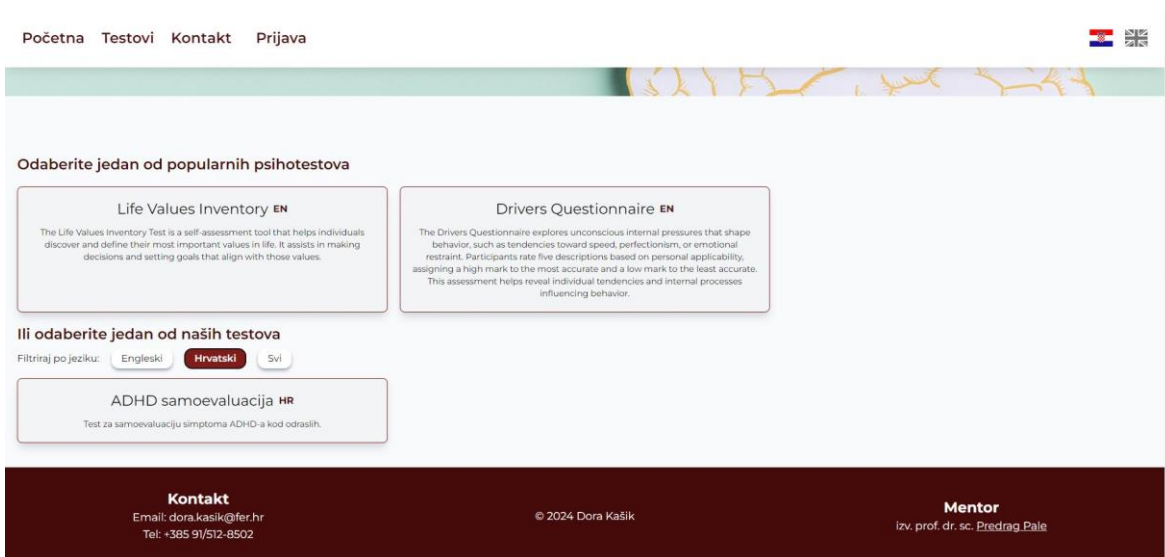 Početna Testovi Kontakt Prijava
Odaberite jedan od popularnih psihotestova
Life Values Inventory EN
The Life Values Inventory Test is a self-assessment tool that helps individuals
discover and define their most important values in life. It assists in making
decisions and setting goals that align with those values.
Drivers Questionnaire EN
The Drivers Questionnaire explores unconscious internal pressures that shape
behavior, such as tendencies toward speed, perfectionism, or emotional
restraint. Participants rate five descriptions based on personal applicability,
assigning a high mark to the most accurate and a low mark to the least accurate.
This assessment helps reveal individual tendencies and internal processes
influencing behavior.
Ili odaberite jedan od naših testova
Filtriraj po jeziku: Engleski Hrvatski Svi
ADHD samoevaluacija HR
Test za samoevaluaciju simptoma ADHD-a kod odraslih.
Kontakt
Email: dora.kasik@fer.hr
Tel: +385 91/512-8502
© 2024 Dora Kašik
Mentor
izv. prof. dr. sc. Predrag Pale